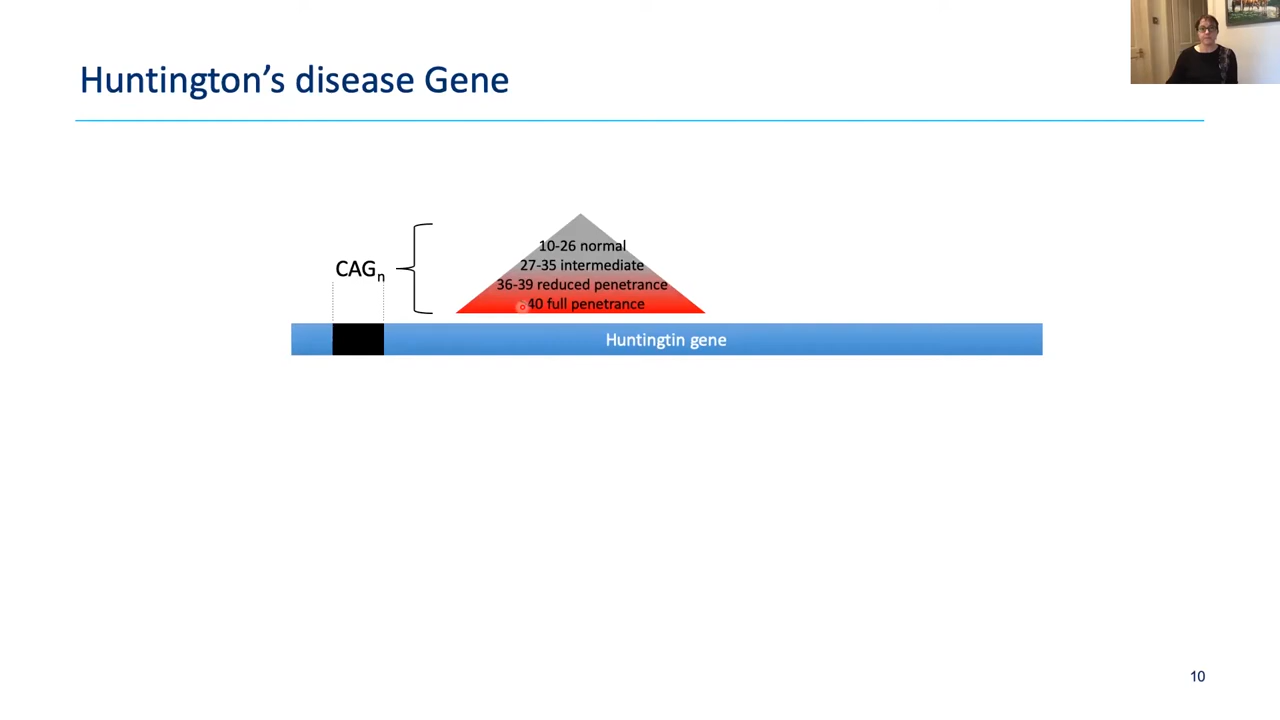 Huntington's disease Gene
CAGn
10-26 normal
27-35 intermediate
36-39 reduced penetrance
40 full penetrance
Huntingtin gene
10